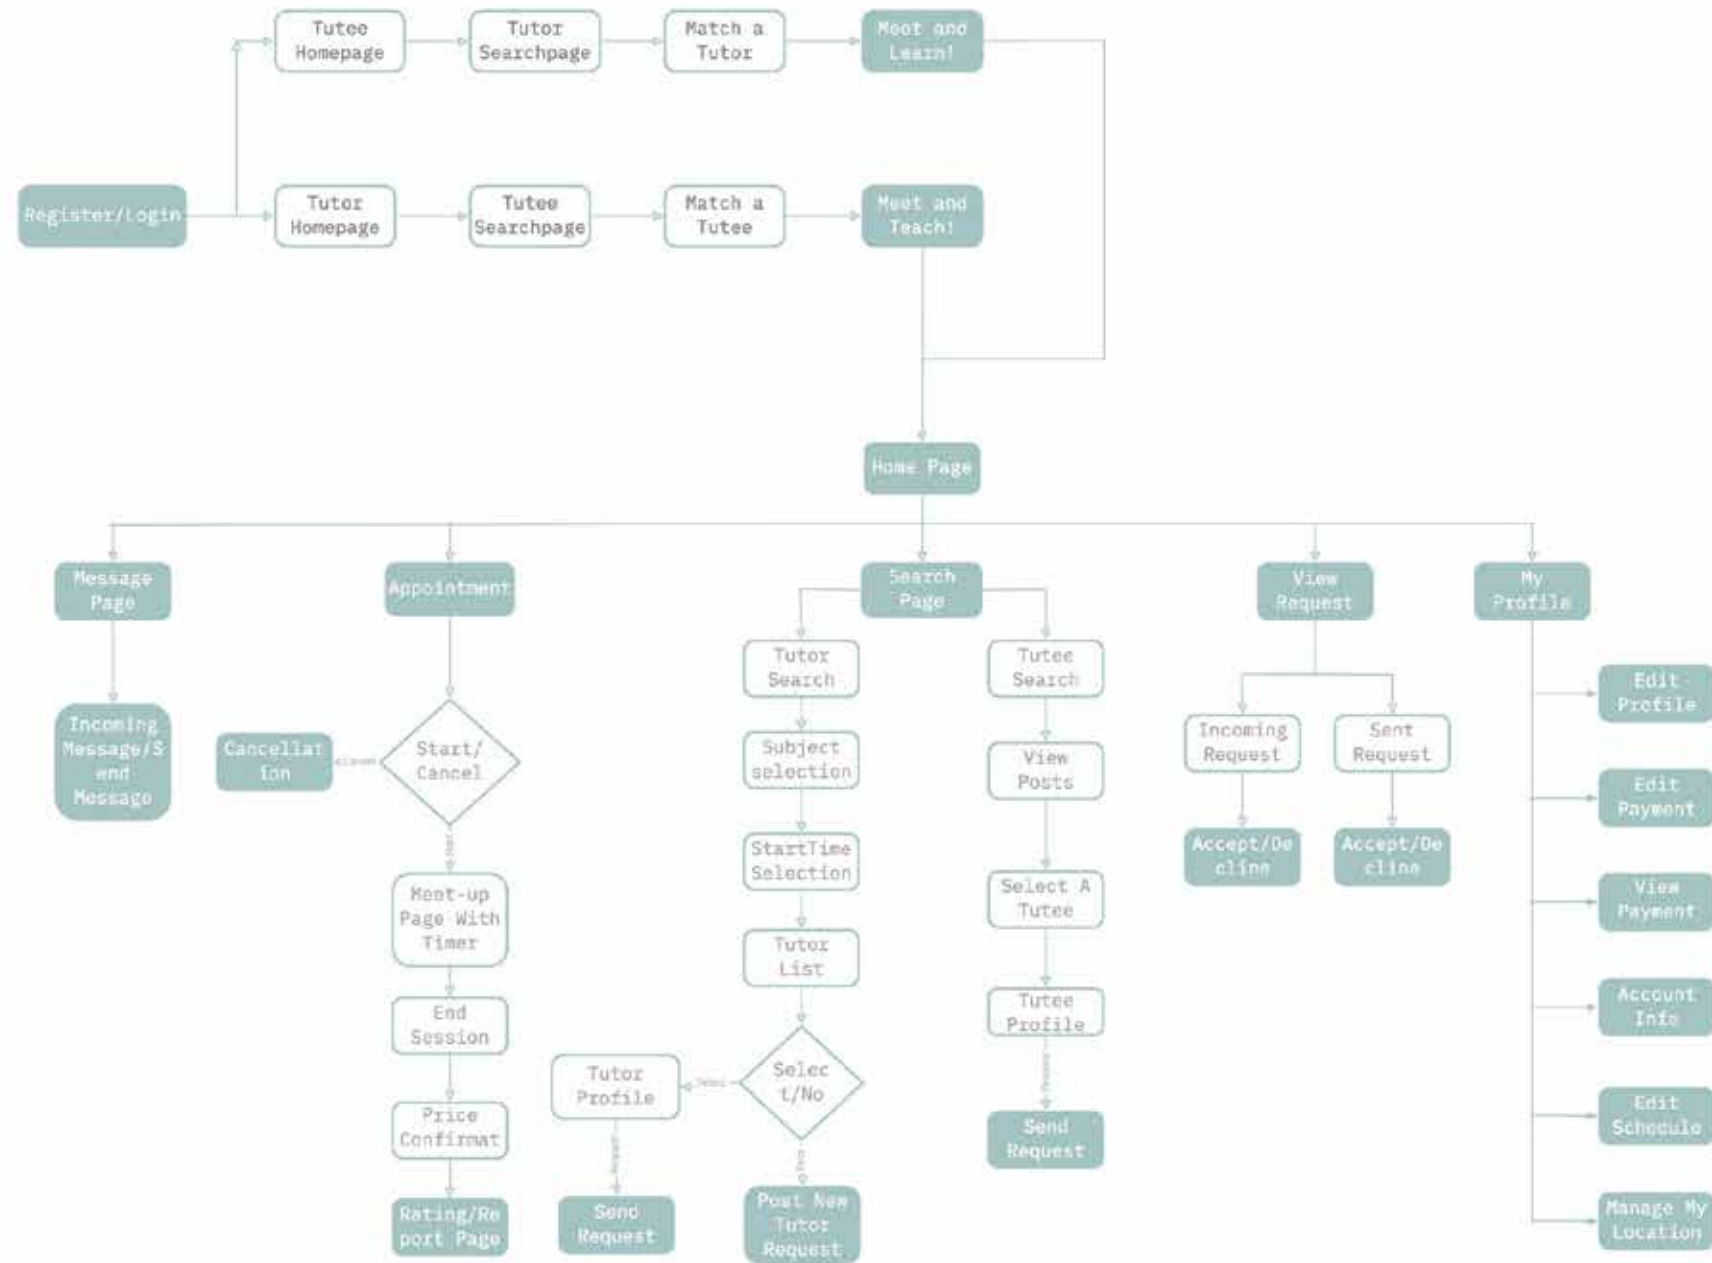 Tutee
Homepage
Tutor
Searchpage
Match a
Tutor
Meet and
Learn!
Register/Login
Tutor
Homepage
Tutee
Searchpage
Match a
Tutee
Meet and
Teach!
Home Page
Message
Page
Appointment
Search
Page
View
Request
My
Profile
Incoming
Message/S
end
Message
Cancellat
ion
Cancel
Start/
Cancel
Start
Meet-up
Page With
Timer
End
Session
Price
Confirmat
Rating/Re
port Page
Tutor
Search
Subject
selection
StartTime
Selection
Tutor
List
Selec
t/No
Select
Tutor
Profile
Request
Send
Request
Post New
Tutor
Request
Tutee
Search
View
Posts
Select A
Tutee
Tutee
Profile
Request
Send
Request
Incoming
Request
Accept/De
cline
Sent
Request
Accept/De
cline
Edit
Profile
Edit
Payment
View
Payment
Account
Info
Edit
Schedule
Manage My
Location